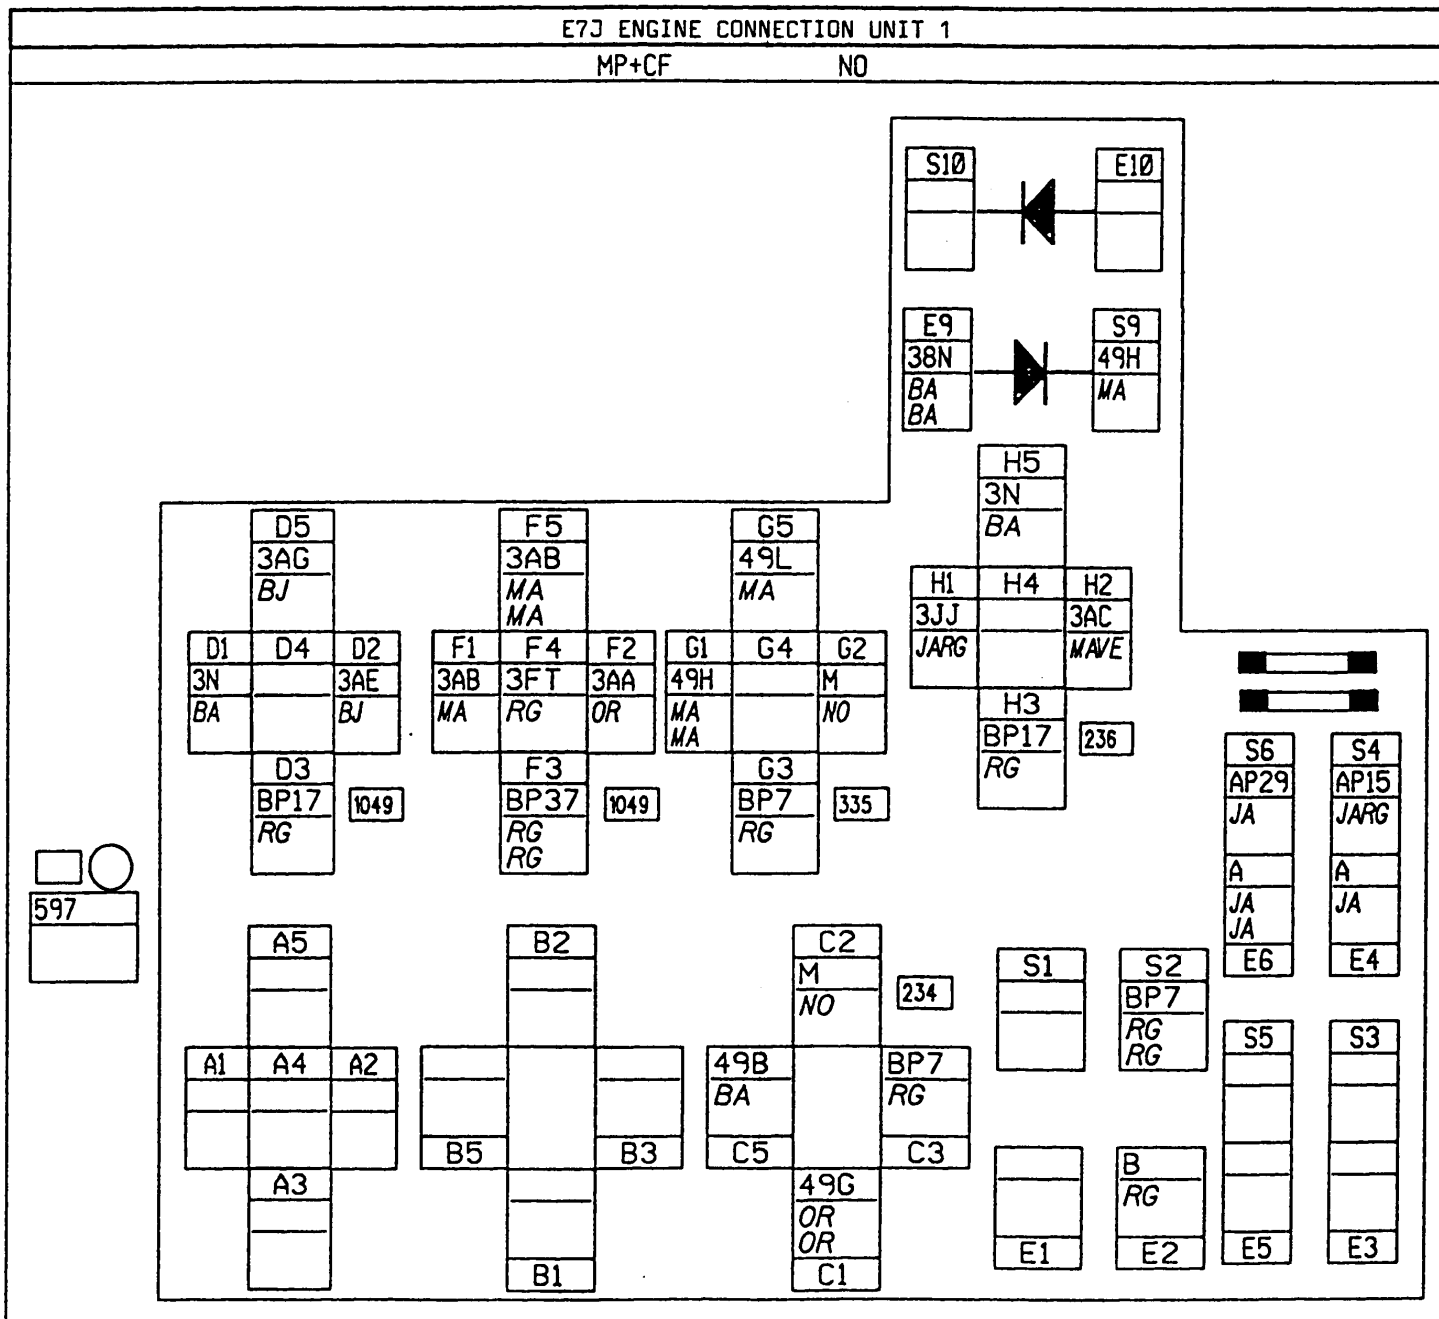 E7J ENGINE CONNECTION UNIT 1
MP+CF NO
S10 E10
E9 S9
38N 49H
BA MA
BA
H5
3N
BA
H1 H4 H2
3JJ 3AC
JARG MAVE
H3
BP17 236
RG
D5 F5 G5
3AG 3AB 49L
BJ MA MA
MA
D1 D4 D2 F1 F4 F2 G1 G4 G2
3N 3AE 3AB 3FT 3AA 49H M
BA BJ MA RG OR MA NO
MA
D3 F3 G3
BP17 1049 BP37 1049 BP7 335
RG RG RG
RG
S6 S4
AP29 AP15
JA JARG
A A
JA JA
JA
E6 E4
597
A5 B2 C2
M 234
NO
S1 S2
BP7
RG
RG
S5 S3
A1 A4 A2
49B BP7
BA RG
B5 B3 C5 C3
A3
49G
OR
OR
B1 C1
B
RG
E1 E2 E5 E3